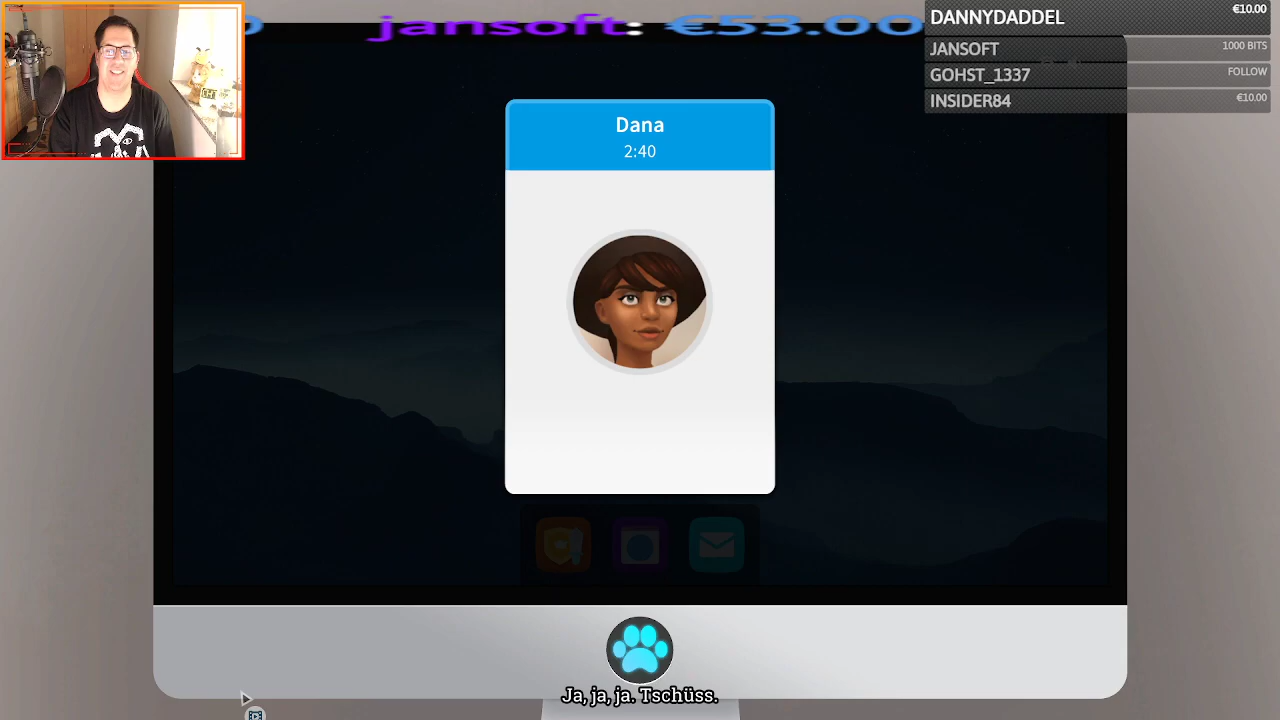 jansoft: €53.00
DANNYDADDEL €10.00
JANSOFT 1000 BITS
GOHST_1337 FOLLOW
INSIDER84 €10.00
Dana
2:40
Ja, ja, ja. Tschüss.